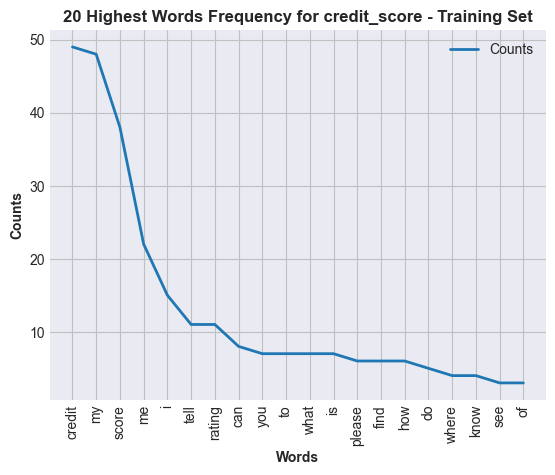 20 Highest Words Frequency for credit_score - Training Set
Counts
50
40
30
20
10
Counts
credit
my
score
me
i
tell
rating
can
you
to
what
is
please
find
how
do
where
know
see
of
Words